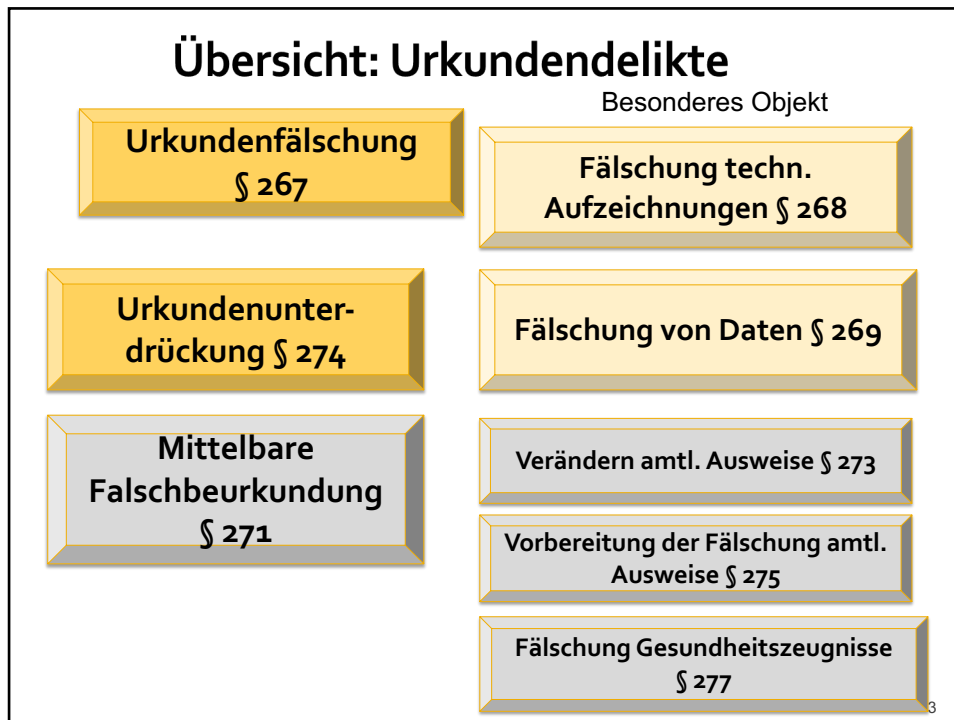 Übersicht: Urkundendelikte
Besonderes Objekt
Urkundenfälschung
§ 267
Fälschung techn.
Aufzeichnungen § 268
Urkundenunter-
drückung § 274
Fälschung von Daten § 269
Mittelbare
Falschbeurkundung
§ 271
Verändern amtl. Ausweise § 273
Vorbereitung der Fälschung amtl.
Ausweise § 275
Fälschung Gesundheitszeugnisse
§ 277
3